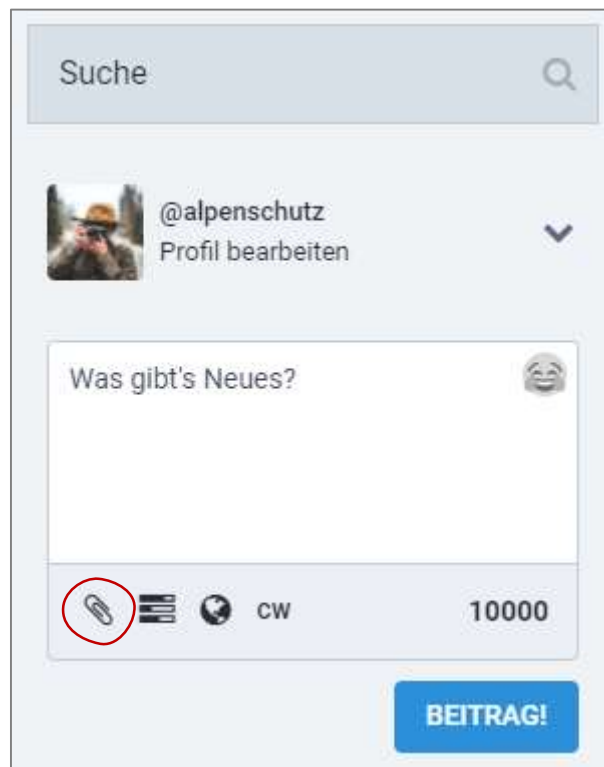 Suche
@alpenschutz
Profil bearbeiten
Was gibt's Neues?
CW
10000
BEITRAG!